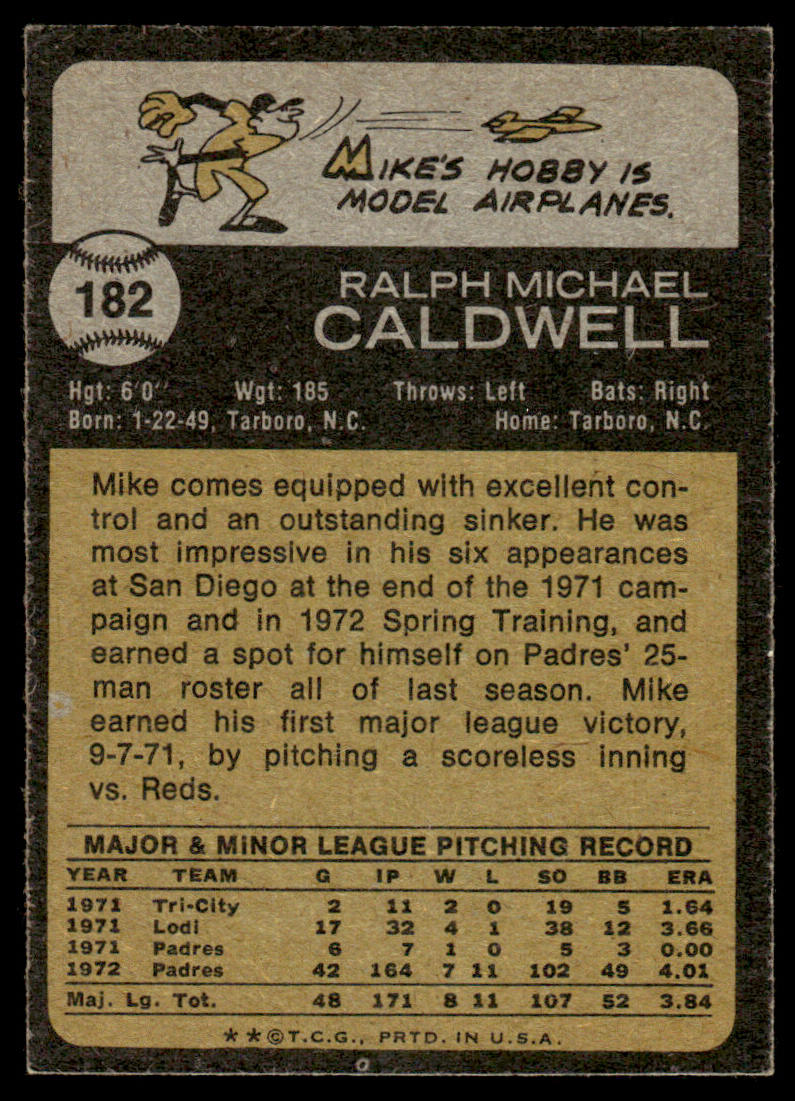 MIKE'S HOBBY IS
MODEL AIRPLANES.
182
RALPH MICHAEL
CALDWELL
Hgt: 6'0" Wgt: 185 Throws: Left Bats: Right
Born: 1-22-49, Tarboro, N.C. Home: Tarboro, N.C.
Mike comes equipped with excellent con-
trol and an outstanding sinker. He was
most impressive in his six appearances
at San Diego at the end of the 1971 cam-
paign and in 1972 Spring Training, and
earned a spot for himself on Padres' 25-
man roster all of last season. Mike
earned his first major league victory,
9-7-71, by pitching a scoreless inning
vs. Reds.
MAJOR & MINOR LEAGUE PITCHING RECORD
YEAR TEAM G IP W L SO BB ERA
1971 Tri-City 2 11 2 0 19 5 1.64
1971 Lodi 17 32 4 1 38 12 3.66
1971 Padres 6 7 1 0 5 3 0.00
1972 Padres 42 164 7 11 102 49 4.01
Maj. Lg. Tot. 48 171 8 11 107 52 3.84
**©T.C.G., PRTD. IN U.S.A.